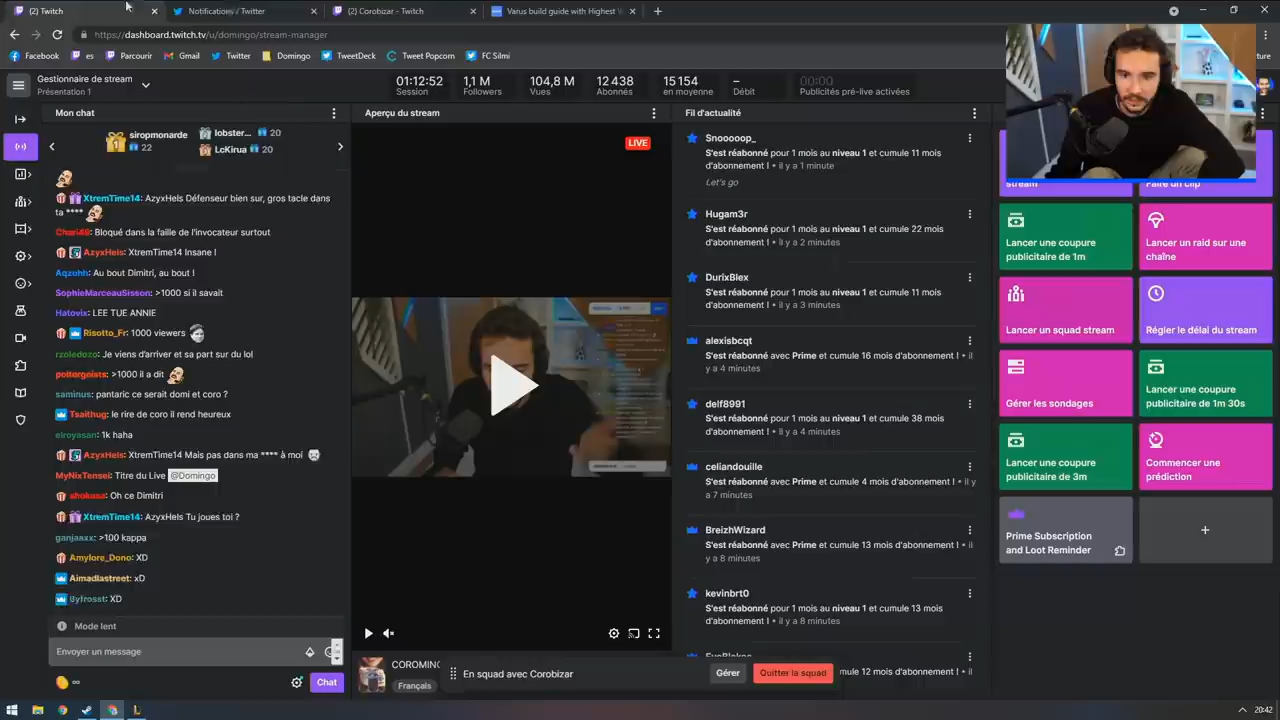 (2) Twitch
Notifications / Twitter
(2) Corobizar - Twitch
Varus build guide with Highest V
https://dashboard.twitch.tv/u/domingo/stream-manager
Facebook
es
Parcourir
Gmail
Twitter
Domingo
TweetDeck
Tweet Popcorn
FC Silmi
ture
Gestionnaire de stream
Présentation 1
01:12:52
Session
1,1 M
Followers
104,8 M
Vues
12 438
Abonnés
15 154
en moyenne
–
Débit
00:00
Publicités pré-live activées
Mon chat
siropmonarde
22
lobster...
20
LcKirua
20
XtremTime14: AzyxHels Défenseur bien sur, gros tacle dans
ta ****
Chari49: Bloqué dans la faille de l'invocateur surtout
AzyxHels: XtremTime14 Insane !
Aqzohh: Au bout Dimitri, au bout !
SophieMarceauSisson: >1000 si il savait
Hatovix: LEE TUE ANNIE
Risotto_Fr: 1000 viewers
rzoledozo: Je viens d'arriver et sa part sur du lol
poltergeists: >1000 il a dit
saminus: pantaric ce serait domi et coro ?
Tsaithug: le rire de coro il rend heureux
elroyasan: 1k haha
AzyxHels: XtremTime14 Mais pas dans ma **** à moi
MyNixTensei: Titre du Live @Domingo
shokusa: Oh ce Dimitri
XtremTime14: AzyxHels Tu joues toi ?
ganjaaxx: >100 kappa
Amylore_Dono: XD
Aimadlastreet: xD
Byfrosst: XD
Mode lent
Envoyer un message
∞
Chat
Aperçu du stream
LIVE
COROMINO
Français
En squad avec Corobizar
Gérer
Quitter la squad
Fil d'actualité
Snooooop_
S'est réabonné pour 1 mois au niveau 1 et cumule 11 mois
d'abonnement ! • il y a 1 minute
Let's go
Hugam3r
S'est réabonné pour 1 mois au niveau 1 et cumule 22 mois
d'abonnement ! • il y a 2 minutes
DurixBlex
S'est réabonné pour 1 mois au niveau 1 et cumule 11 mois
d'abonnement ! • il y a 3 minutes
alexisbcqt
S'est réabonné avec Prime et cumule 16 mois d'abonnement ! • il
y a 4 minutes
delf8991
S'est réabonné pour 1 mois au niveau 1 et cumule 38 mois
d'abonnement ! • il y a 4 minutes
celiandouille
S'est réabonné avec Prime et cumule 4 mois d'abonnement ! • il y
a 7 minutes
BreizhWizard
S'est réabonné avec Prime et cumule 13 mois d'abonnement ! • il
y a 8 minutes
kevinbrt0
S'est réabonné pour 1 mois au niveau 1 et cumule 13 mois
d'abonnement ! • il y a 8 minutes
mule 12 mois d'abonnement ! • il
stream
Faire un clip
Lancer une coupure
publicitaire de 1m
Lancer un raid sur une
chaîne
Lancer un squad stream
Régler le délai du stream
Gérer les sondages
Lancer une coupure
publicitaire de 1m 30s
Lancer une coupure
publicitaire de 3m
Commencer une
prédiction
Prime Subscription
and Loot Reminder
20:42